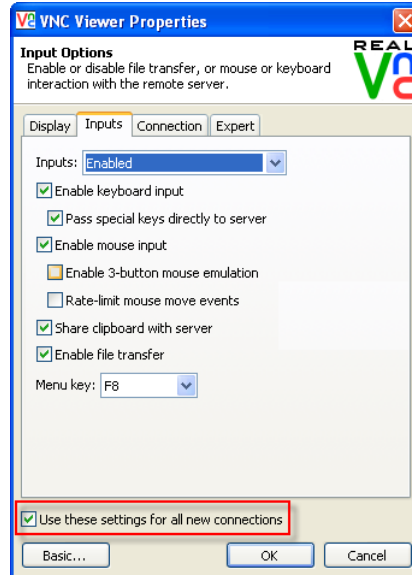 VNC Viewer Properties
Input Options
Enable or disable file transfer, or mouse or keyboard
interaction with the remote server.
REAL
VNC
Display Inputs Connection Expert
Inputs: Enabled
Enable keyboard input
Pass special keys directly to server
Enable mouse input
Enable 3-button mouse emulation
Rate-limit mouse move events
Share clipboard with server
Enable file transfer
Menu key: F8
Use these settings for all new connections
Basic... OK Cancel